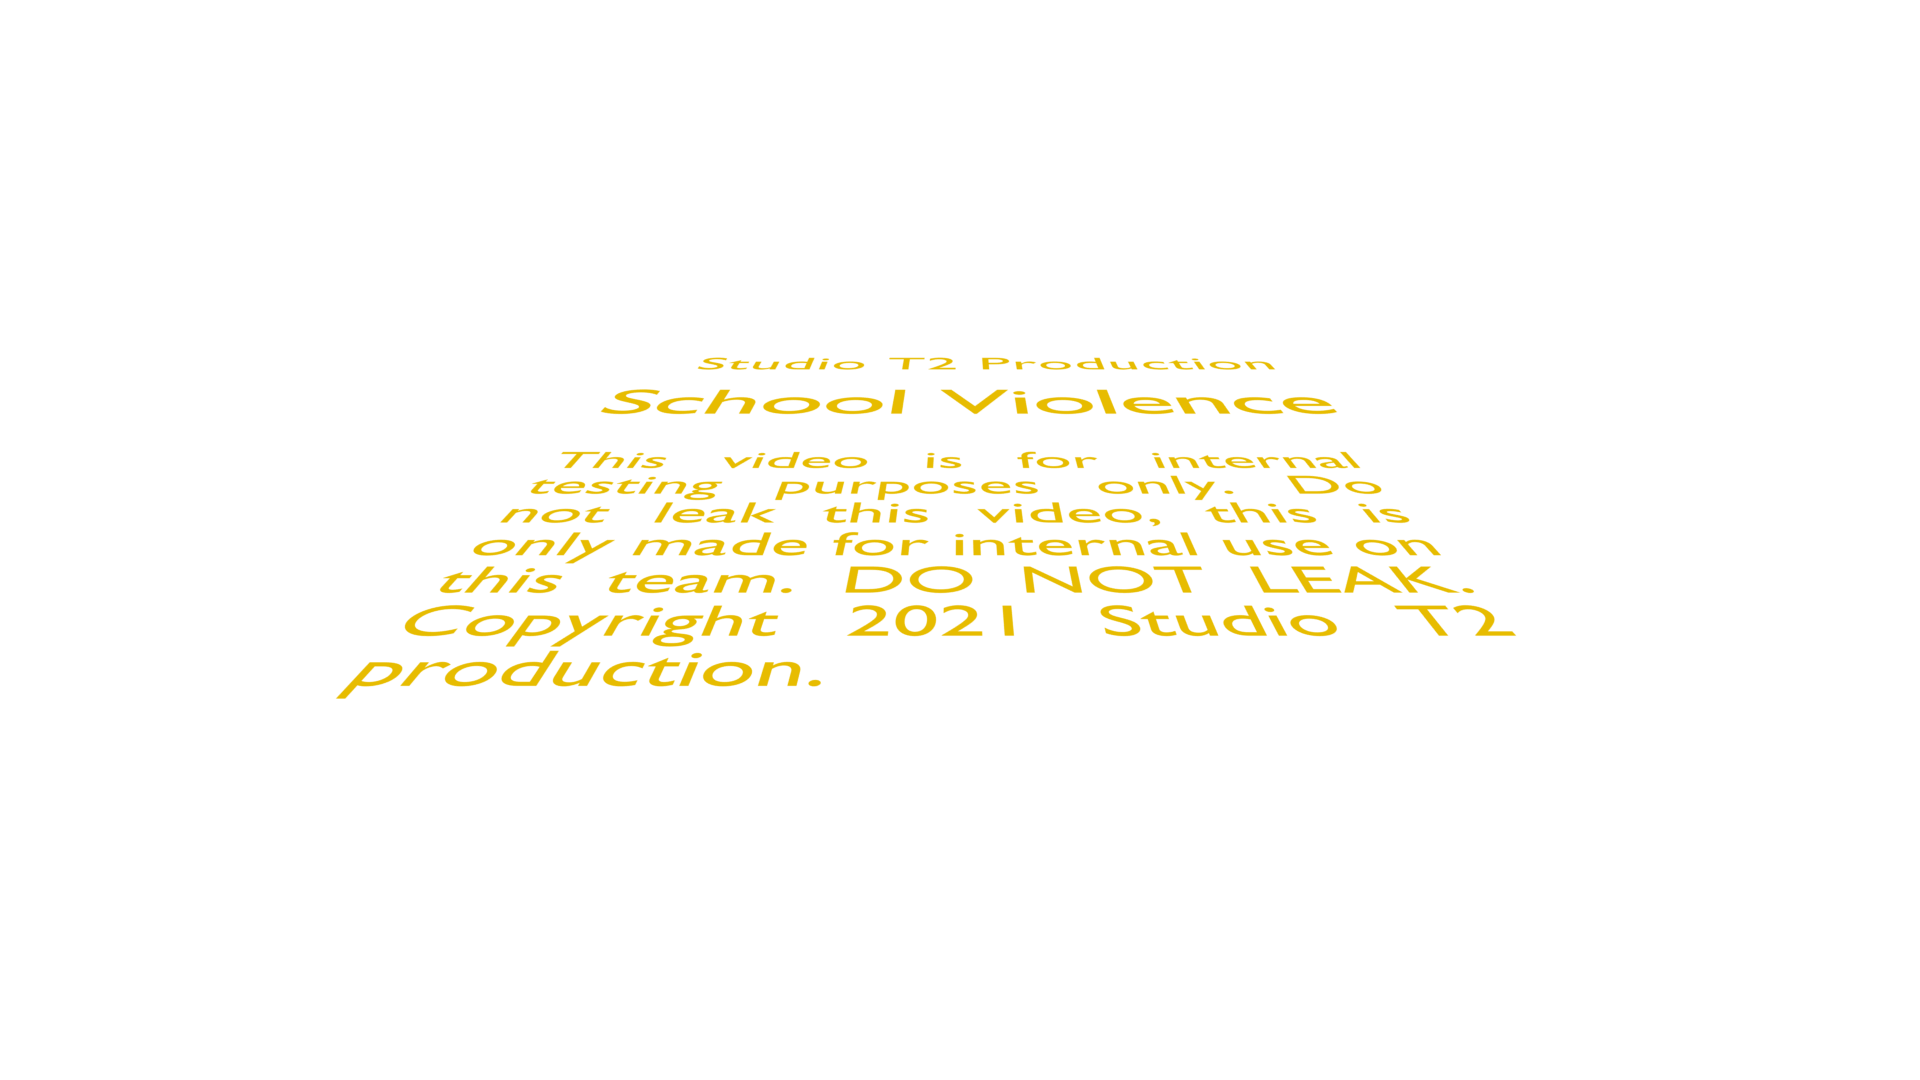 Studio T2 Production
School Violence
This video is for internal
testing purposes only. Do
not leak this video, this is
only made for internal use on
this team. DO NOT LEAK.
Copyright 2021 Studio T2
production.